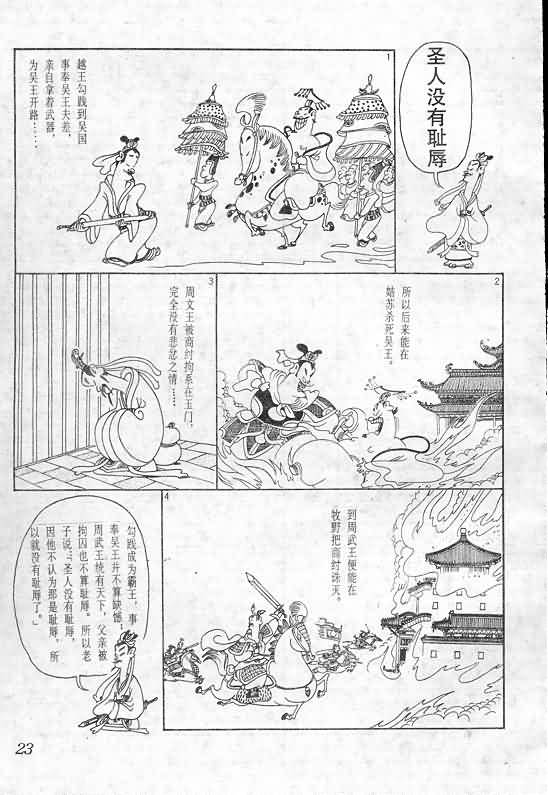 圣人没有耻辱
1
越王勾践到吴国
事奉吴王夫差，
亲自拿着武器，
为吴王开路……
2
所以后来能在
姑苏杀死吴王。
3
周文王被商纣拘系在玉门，
完全没有悲忿之情……
4
到周武王便能在
牧野把商纣诛灭。
勾践成为霸王，事
奉吴王并不算缺憾；
周武王统有天下，父亲被
拘囚也不算耻辱。所以老
子说：“圣人没有耻辱，
因他不认为那是耻辱。所
以就没有耻辱了。”
23